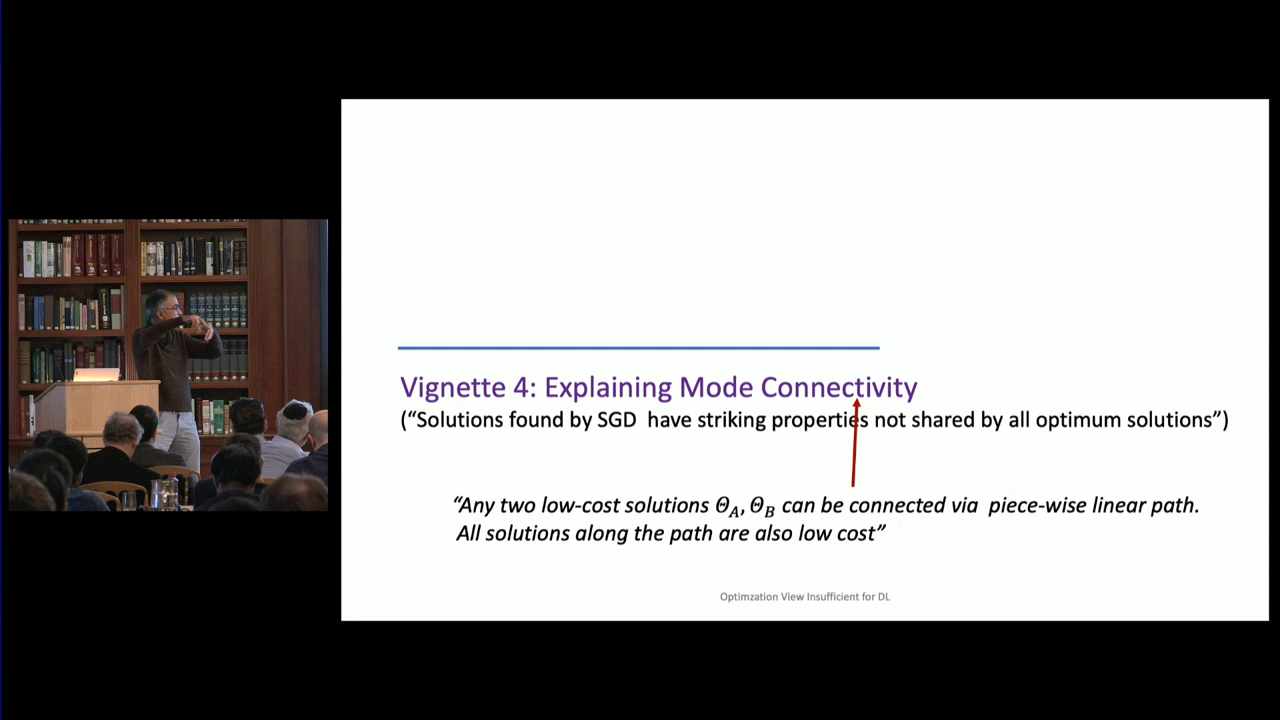 Vignette 4: Explaining Mode Connectivity
(“Solutions found by SGD have striking properties not shared by all optimum solutions”)
“Any two low-cost solutions Θ_A, Θ_B can be connected via piece-wise linear path.
All solutions along the path are also low cost”
Optimzation View Insufficient for DL